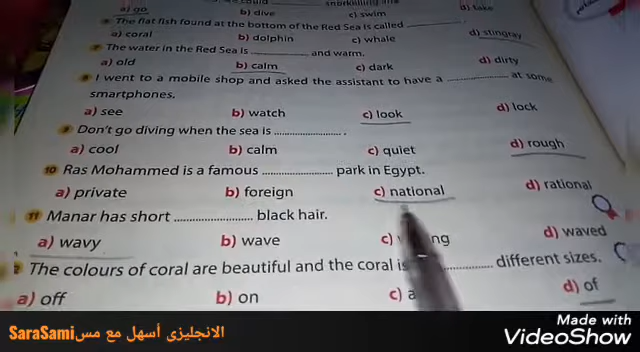 a) go b) dive c) swim d) take
6 The flat fish found at the bottom of the Red Sea is called ..............
a) coral b) dolphin c) whale d) stingray
7 The water in the Red Sea is .............. and warm.
a) old b) calm c) dark d) dirty
8 I went to a mobile shop and asked the assistant to have a .............. at some
smartphones.
a) see b) watch c) look d) lock
9 Don't go diving when the sea is ...................... .
a) cool b) calm c) quiet d) rough
10 Ras Mohammed is a famous ...................... park in Egypt.
a) private b) foreign c) national d) rational
11 Manar has short ...................... black hair.
a) wavy b) wave c) d) waved
The colours of coral are beautiful and the coral is .............. different sizes.
a) off b) on c) d) of
الانجليزى أسهل مع مس SaraSami
Made with
VideoShow